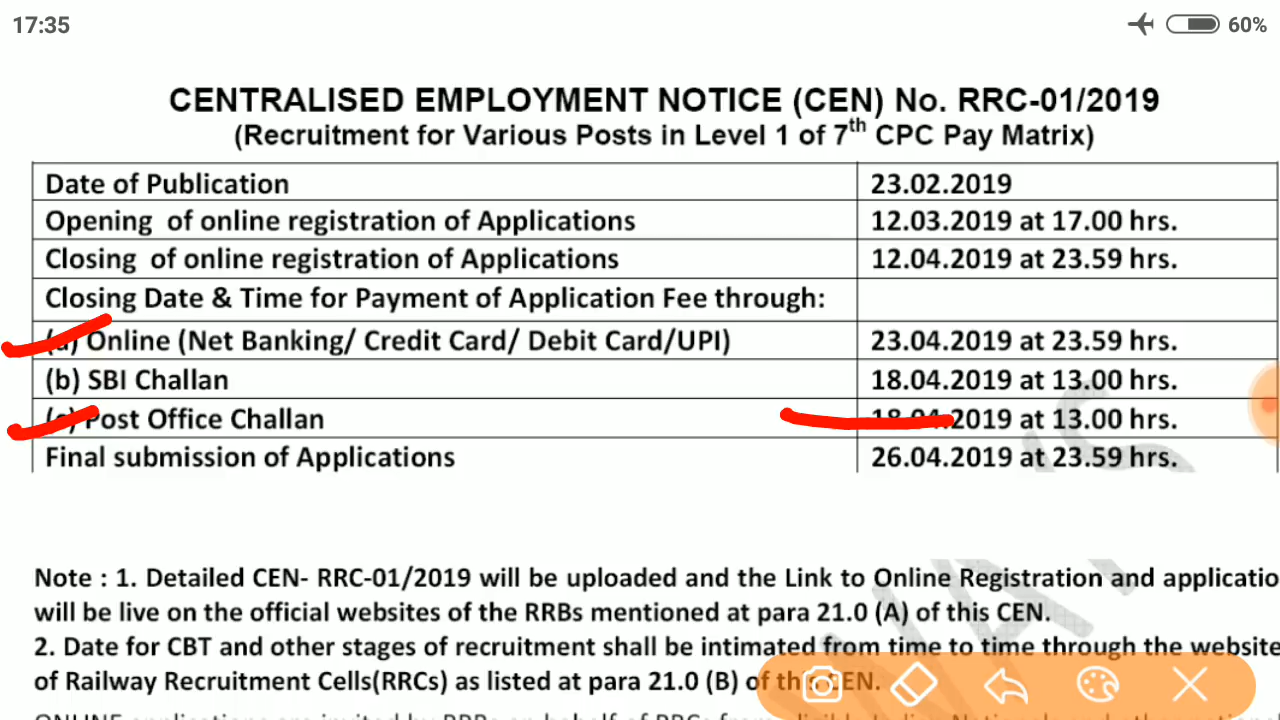 17:35
60%
CENTRALISED EMPLOYMENT NOTICE (CEN) No. RRC-01/2019
(Recruitment for Various Posts in Level 1 of 7th CPC Pay Matrix)
Date of Publication 23.02.2019
Opening of online registration of Applications 12.03.2019 at 17.00 hrs.
Closing of online registration of Applications 12.04.2019 at 23.59 hrs.
Closing Date & Time for Payment of Application Fee through:
(a) Online (Net Banking/ Credit Card/ Debit Card/UPI) 23.04.2019 at 23.59 hrs.
(b) SBI Challan 18.04.2019 at 13.00 hrs.
(c) Post Office Challan 18.04.2019 at 13.00 hrs.
Final submission of Applications 26.04.2019 at 23.59 hrs.
Note : 1. Detailed CEN- RRC-01/2019 will be uploaded and the Link to Online Registration and applicatio
will be live on the official websites of the RRBs mentioned at para 21.0 (A) of this CEN.
2. Date for CBT and other stages of recruitment shall be intimated from time to time through the website
of Railway Recruitment Cells(RRCs) as listed at para 21.0 (B) of this CEN.